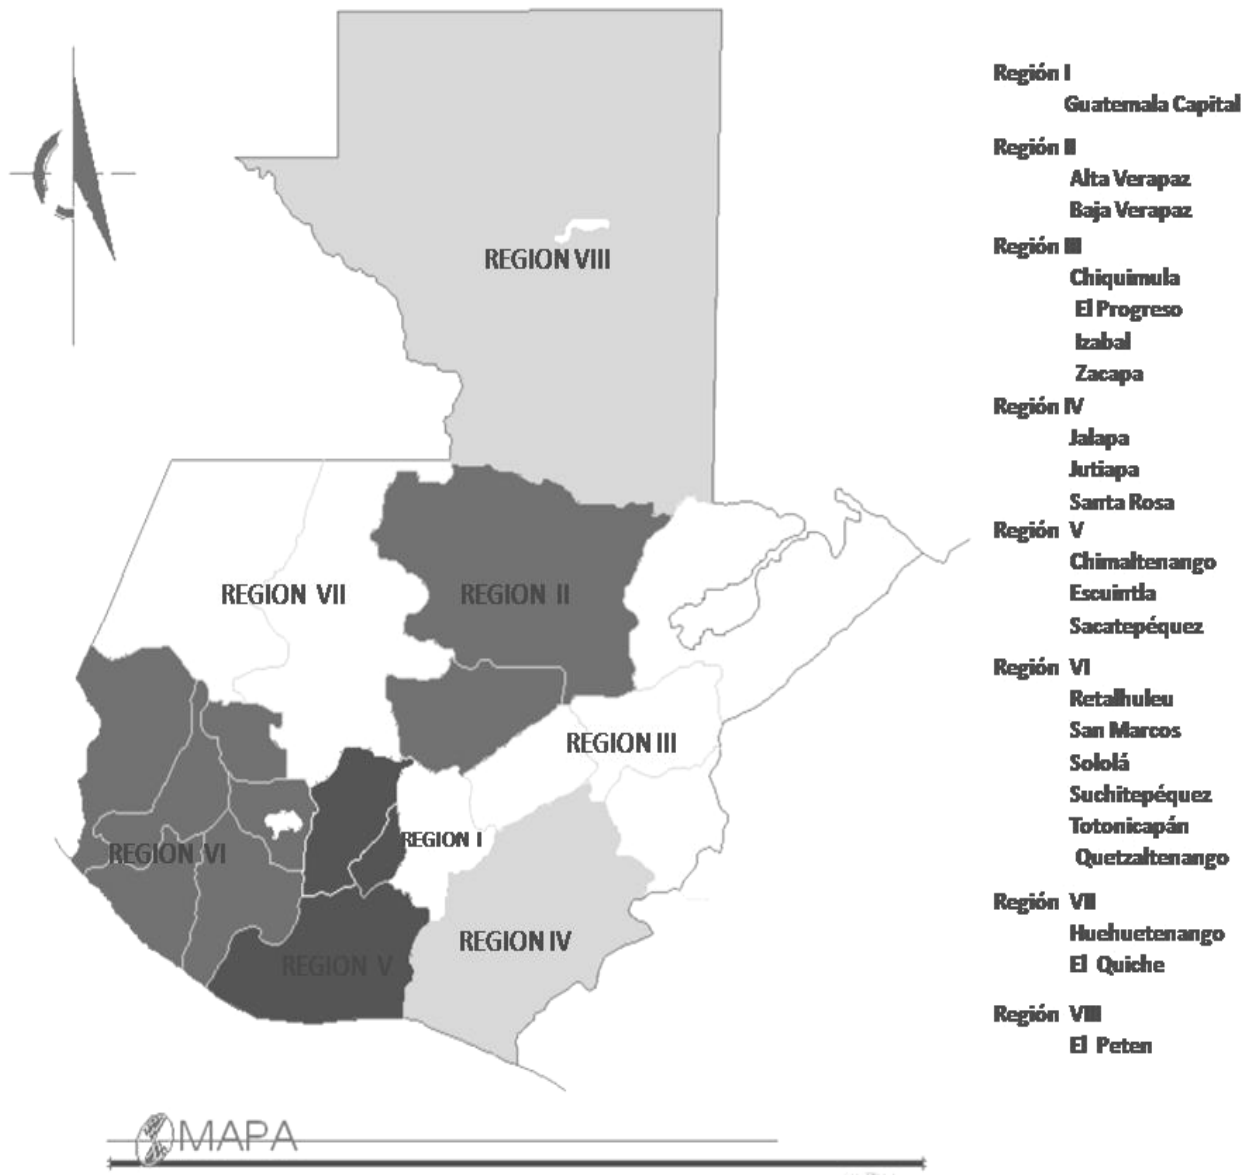 REGION VIII
REGION VII
REGION II
REGION III
REGION I
REGION VI
REGION IV
REGION V
Región I
Guatemala Capital
Región II
Alta Verapaz
Baja Verapaz
Región III
Chiquimula
El Progreso
Izabal
Zacapa
Región IV
Jalapa
Jutiapa
Santa Rosa
Región V
Chimaltenango
Escuintla
Sacatepéquez
Región VI
Retalhuleu
San Marcos
Sololá
Suchitepéquez
Totonicapán
Quetzaltenango
Región VII
Huehuetenango
El Quiche
Región VIII
El Peten
MAPA